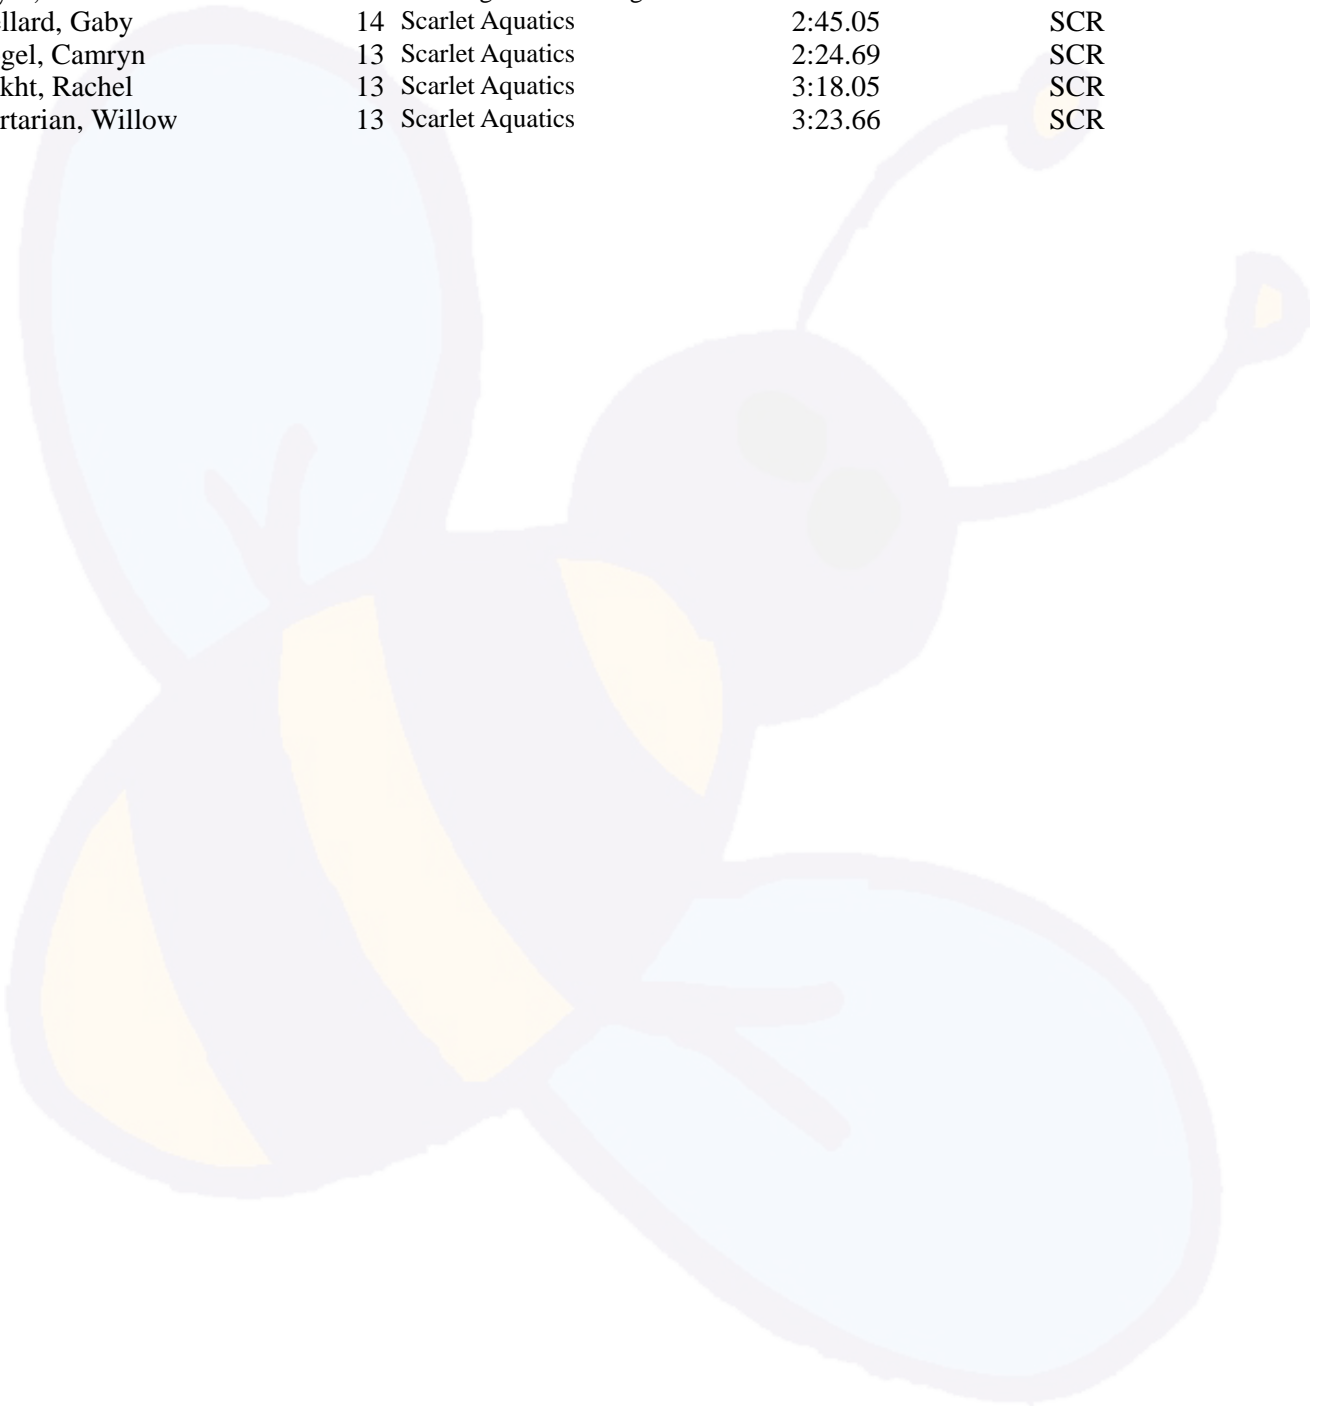 ellard, Gaby 14 Scarlet Aquatics 2:45.05 SCR
gel, Camryn 13 Scarlet Aquatics 2:24.69 SCR
kht, Rachel 13 Scarlet Aquatics 3:18.05 SCR
rtarian, Willow 13 Scarlet Aquatics 3:23.66 SCR